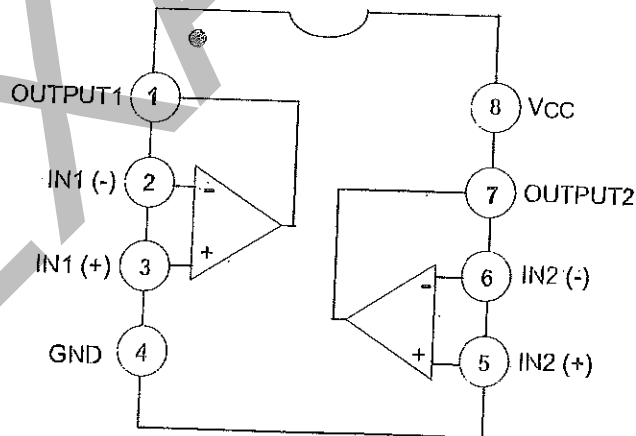 OUTPUT1 1
IN1 (-) 2 -
IN1 (+) 3 +
GND 4
8 VCC
7 OUTPUT2
- 6 IN2 (-)
+ 5 IN2 (+)